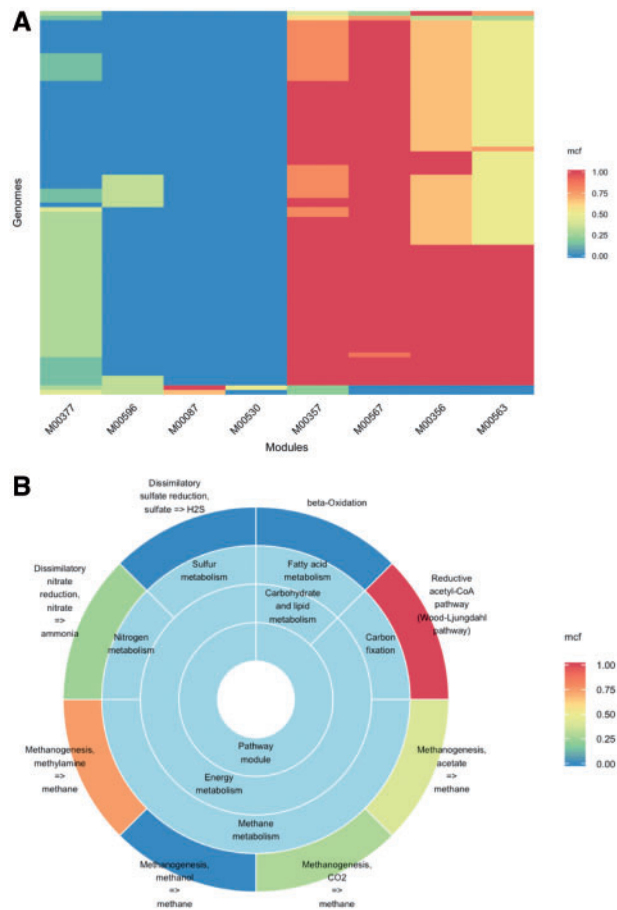 A
Genomes
mcf
1.00
0.75
0.50
0.25
0.00
M00377
M00596
M00087
M00530
M00357
M00567
M00356
M00563
Modules
B
Dissimilatory
sulfate reduction,
sulfate => H2S
beta-Oxidation
Sulfur
metabolism
Fatty acid
metabolism
Dissimilatory
nitrate
reduction,
nitrate
=>
ammonia
Carbohydrate
and lipid
metabolism
Reductive
acetyl-CoA
pathway
(Wood-Ljungdahl
pathway)
Nitrogen
metabolism
Carbon
fixation
mcf
1.00
0.75
0.50
0.25
0.00
Methanogenesis,
methylamine
=>
methane
Pathway
module
Methanogenesis,
acetate
=>
methane
Energy
metabolism
Methane
metabolism
Methanogenesis,
methanol
=>
methane
Methanogenesis,
CO2
=>
methane